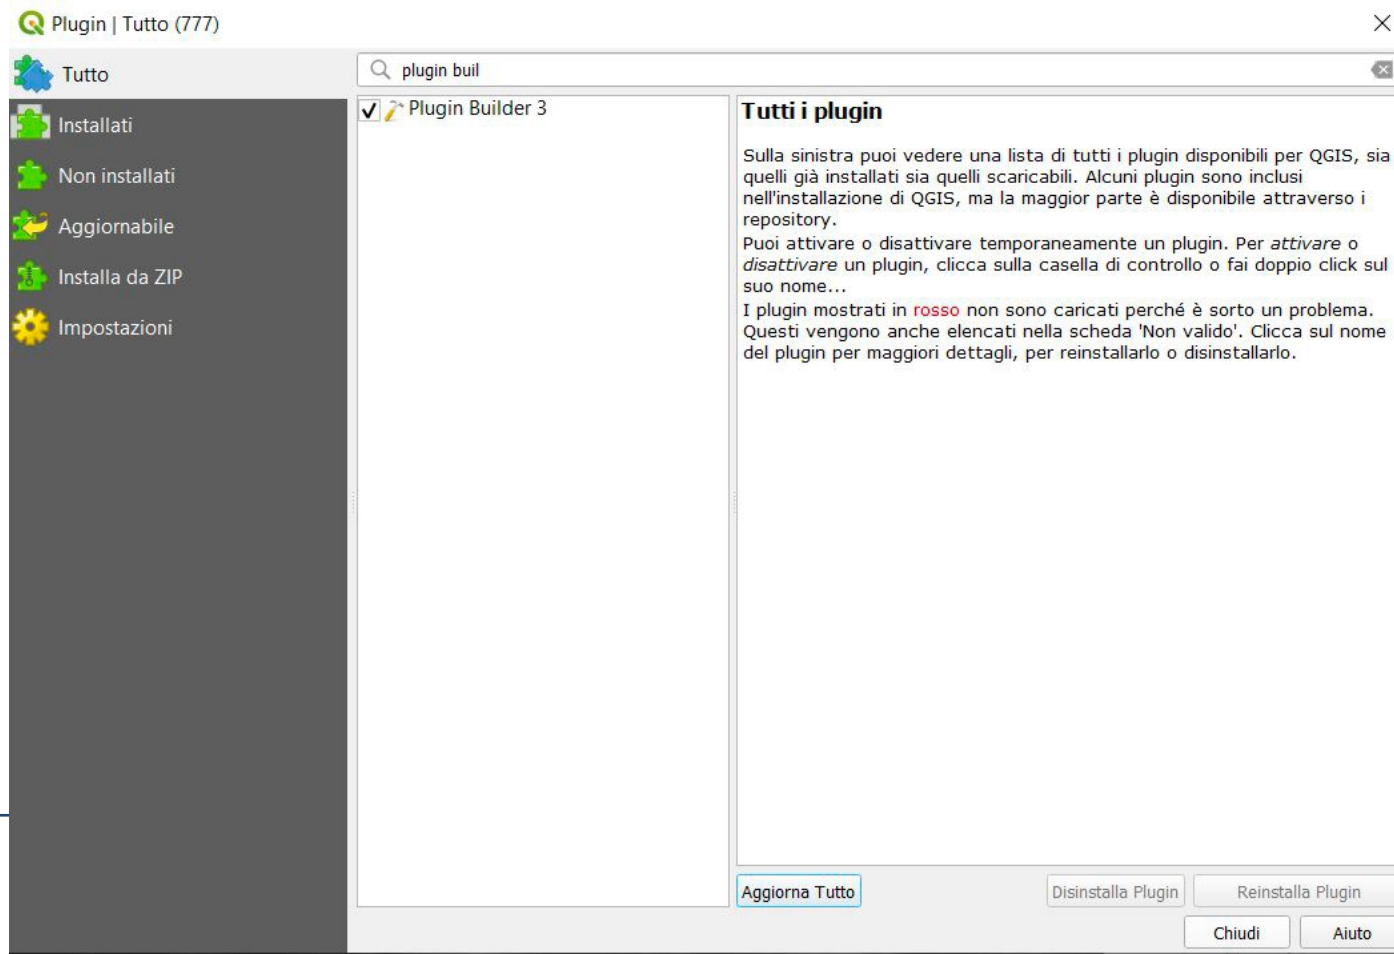 Plugin | Tutto (777)
Tutto
Installati
Non installati
Aggiornabile
Installa da ZIP
Impostazioni
plugin buil
Plugin Builder 3
Tutti i plugin
Sulla sinistra puoi vedere una lista di tutti i plugin disponibili per QGIS, sia
quelli già installati sia quelli scaricabili. Alcuni plugin sono inclusi
nell'installazione di QGIS, ma la maggior parte è disponibile attraverso i
repository.
Puoi attivare o disattivare temporaneamente un plugin. Per attivare o
disattivare un plugin, clicca sulla casella di controllo o fai doppio click sul
suo nome...
I plugin mostrati in rosso non sono caricati perché è sorto un problema.
Questi vengono anche elencati nella scheda 'Non valido'. Clicca sul nome
del plugin per maggiori dettagli, per reinstallarlo o disinstallarlo.
Aggiorna Tutto
Disinstalla Plugin
Reinstalla Plugin
Chiudi
Aiuto